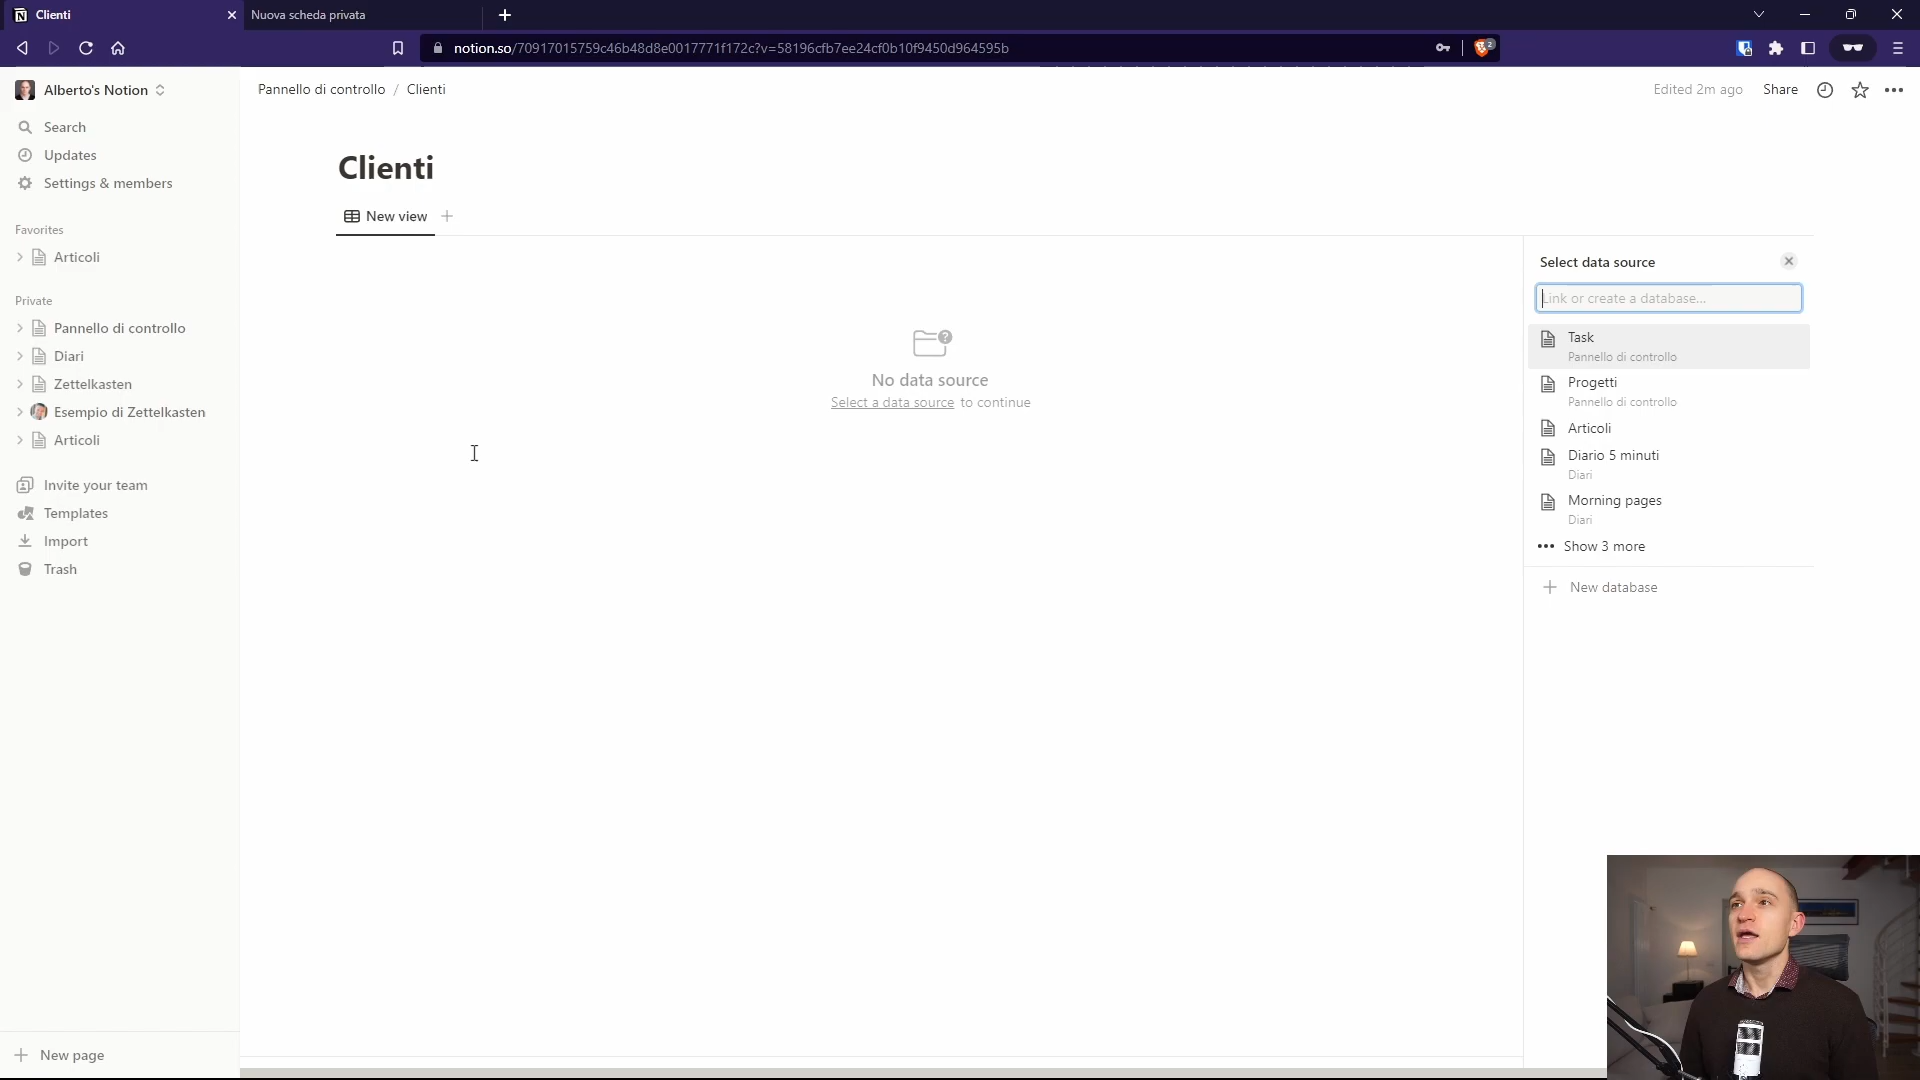 Clienti
Nuova scheda privata
notion.so/70917015759c46b48d8e0017771f172c?v=58196cfb7ee24cf0b10f9450d964595b
2
Alberto's Notion
Pannello di controllo / Clienti
Edited 2m ago
Share
Search
Updates
Settings & members
Favorites
Articoli
Private
Pannello di controllo
Diari
Zettelkasten
Esempio di Zettelkasten
Articoli
Invite your team
Templates
Import
Trash
New page
Clienti
New view
No data source
Select a data source to continue
Select data source
Link or create a database...
Task
Pannello di controllo
Progetti
Pannello di controllo
Articoli
Diario 5 minuti
Diari
Morning pages
Diari
Show 3 more
New database